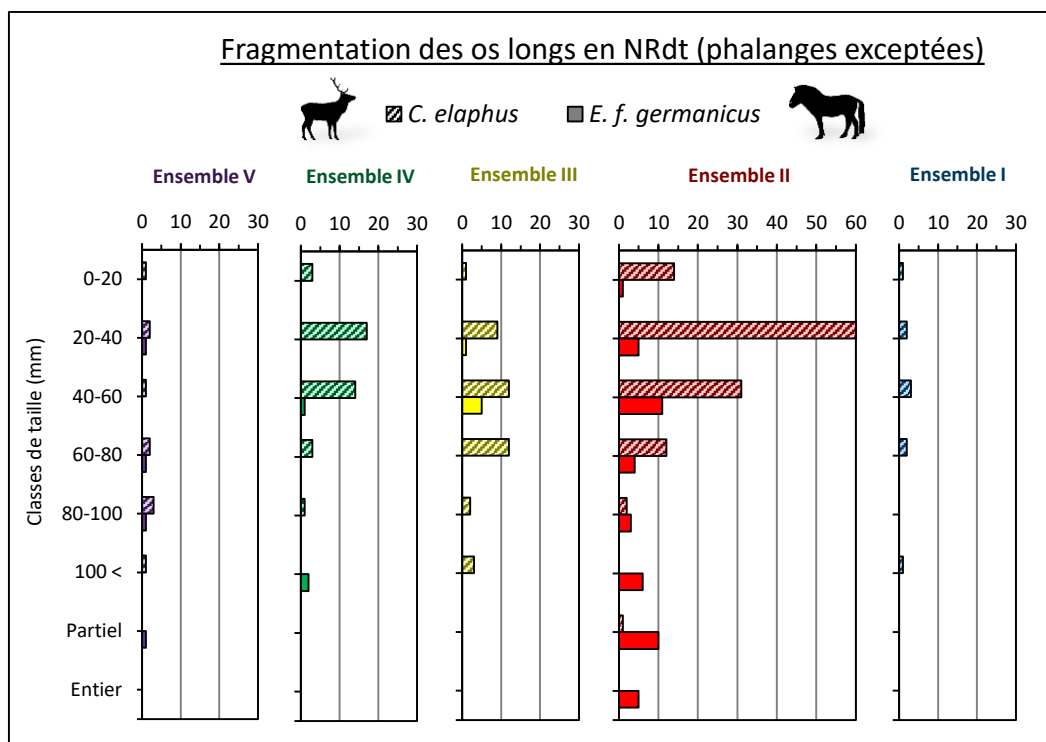 Fragmentation des os longs en NRdt (phalanges exceptées)
C. elaphus E. f. germanicus
Ensemble V Ensemble IV Ensemble III Ensemble II Ensemble I
0 10 20 30 0 10 20 30 0 10 20 30 0 10 20 30 40 50 60 0 10 20 30
Classes de taille (mm)
0-20
20-40
40-60
60-80
80-100
100 <
Partiel
Entier